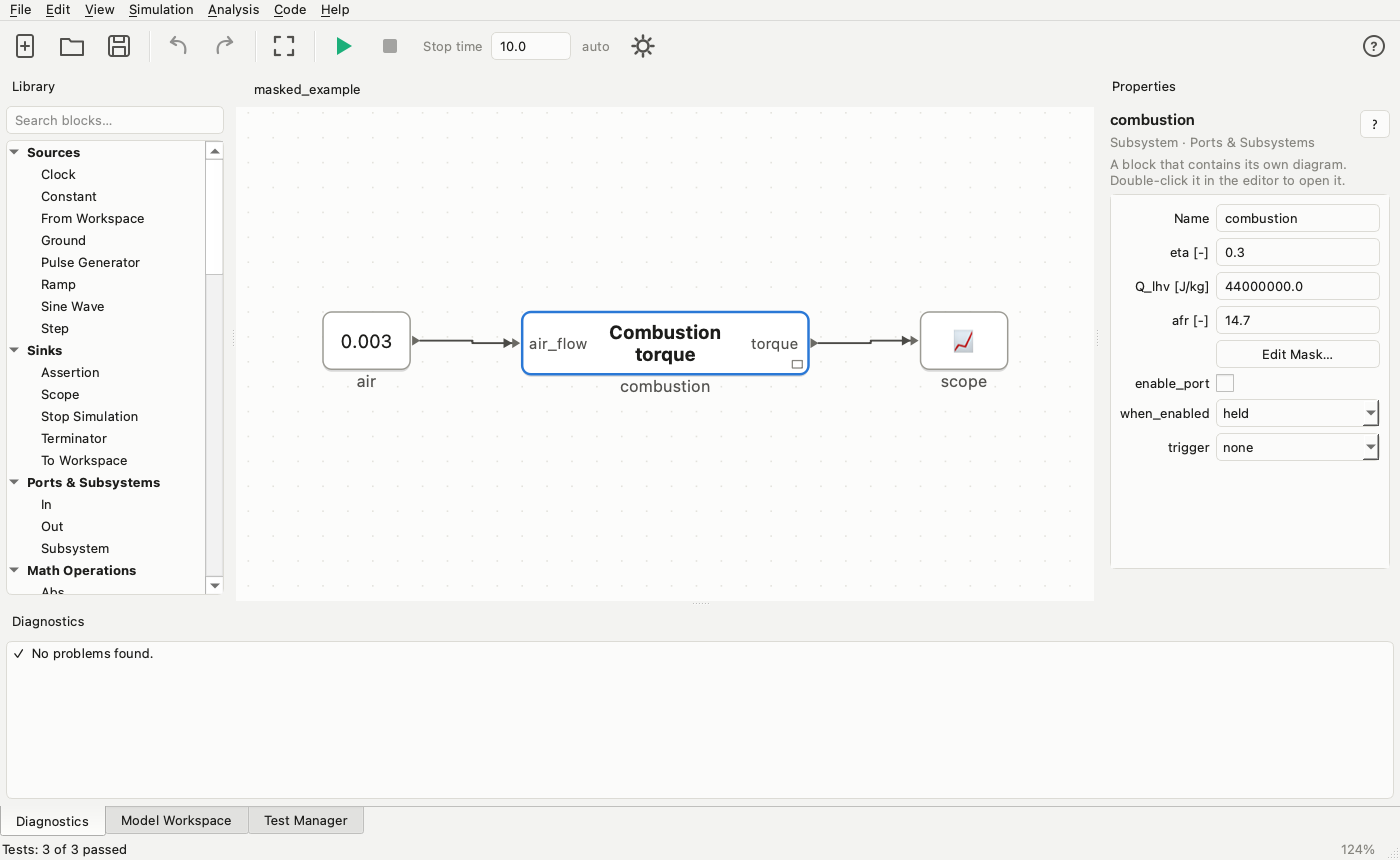 File Edit View Simulation Analysis Code Help
Stop time 10.0 auto
Library
Search blocks...
Sources
Clock
Constant
From Workspace
Ground
Pulse Generator
Ramp
Sine Wave
Step
Sinks
Assertion
Scope
Stop Simulation
Terminator
To Workspace
Ports & Subsystems
In
Out
Subsystem
Math Operations
Abs
masked_example
0.003
air
air_flow
Combustion
torque
torque
combustion
scope
Properties
combustion
?
Subsystem · Ports & Subsystems
A block that contains its own diagram.
Double-click it in the editor to open it.
Name combustion
eta [-] 0.3
Q_lhv [J/kg] 44000000.0
afr [-] 14.7
Edit Mask...
enable_port
when_enabled held
trigger none
Diagnostics
✓ No problems found.
Diagnostics Model Workspace Test Manager
Tests: 3 of 3 passed
124%